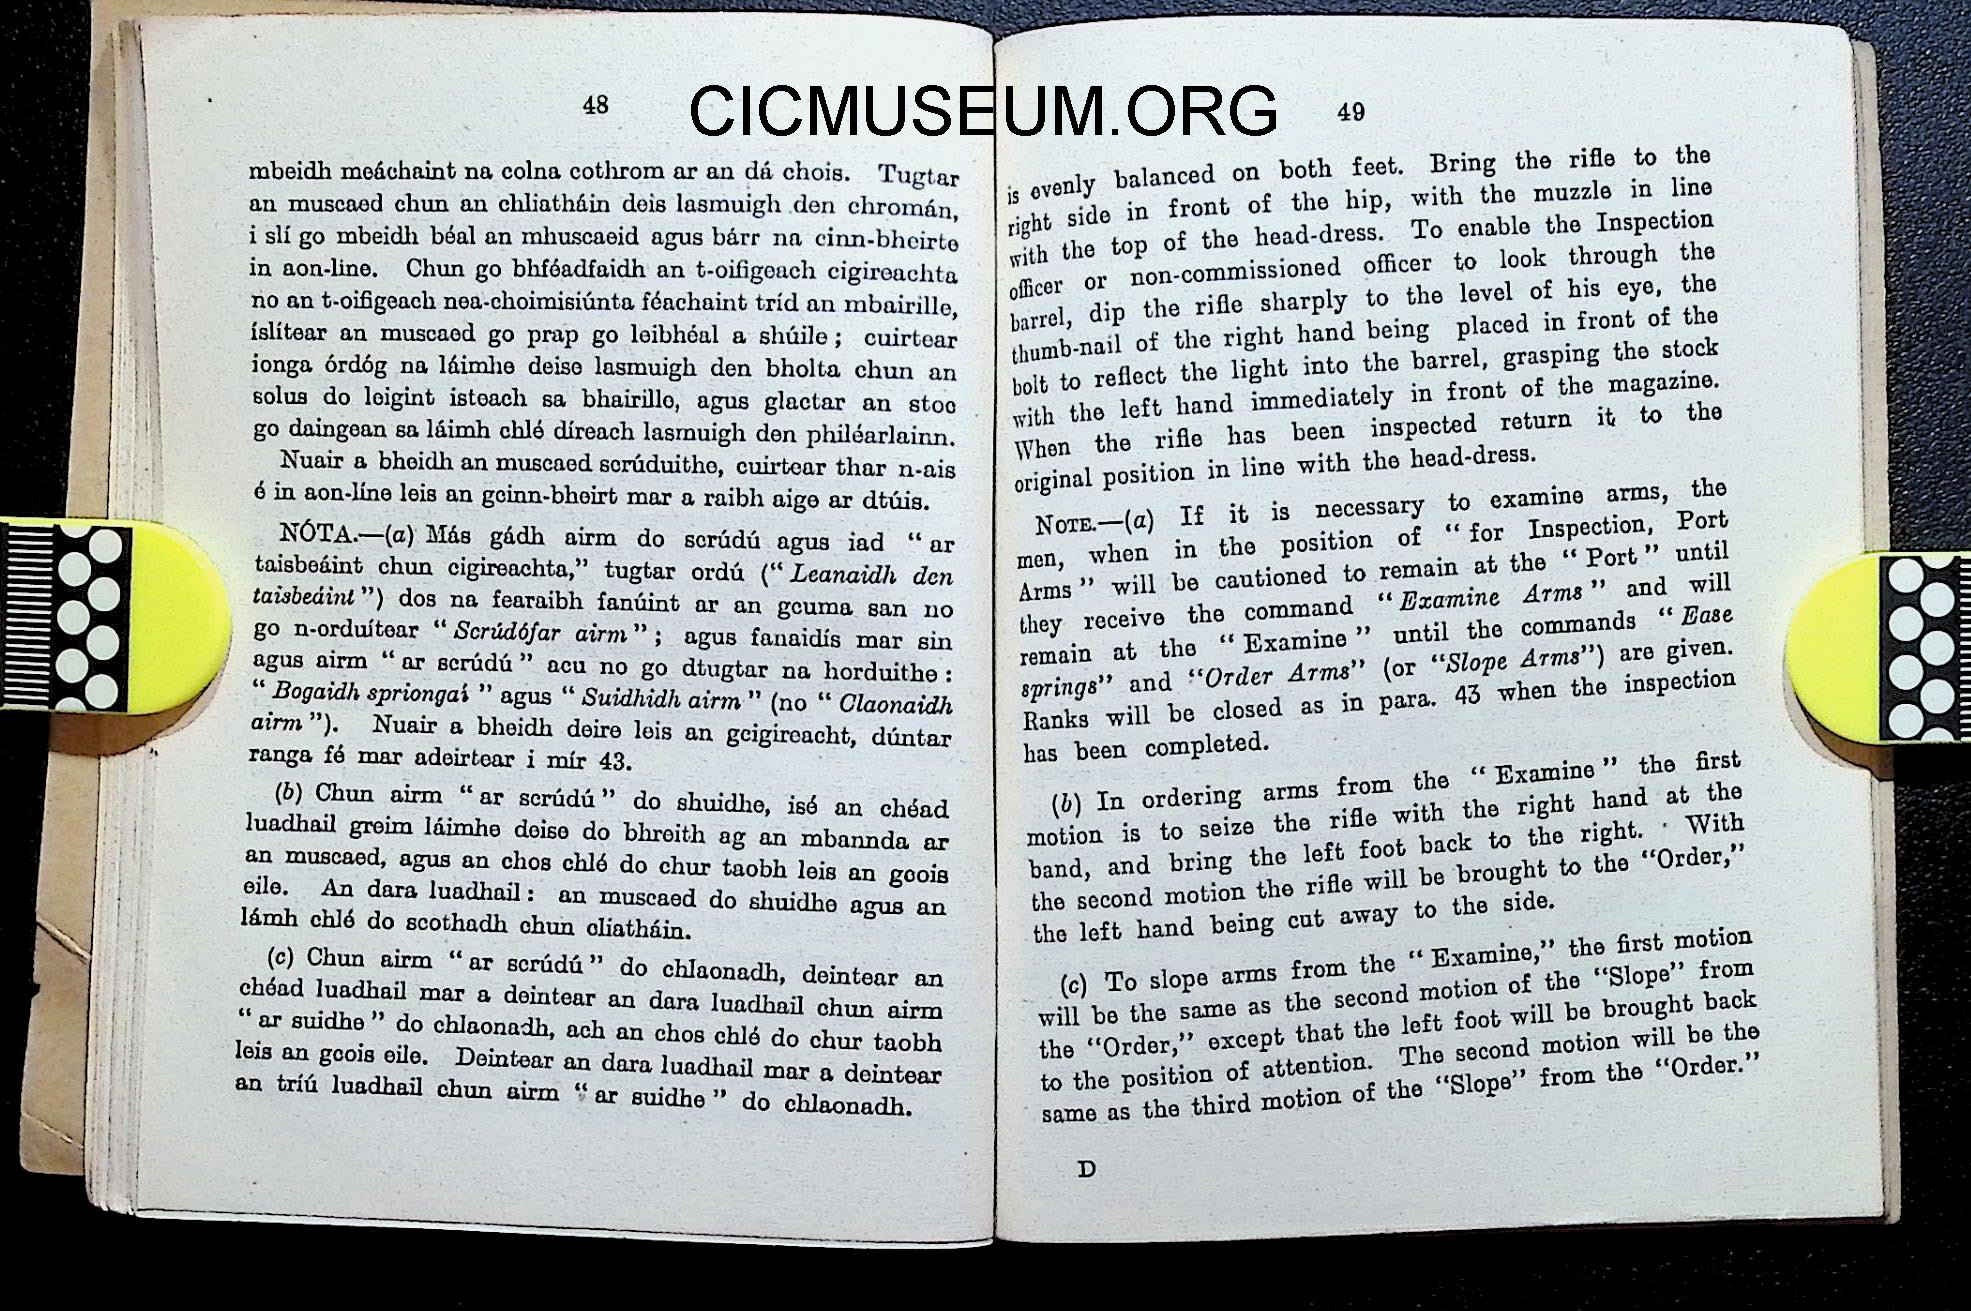 CICMUSEUM.ORG
48
mbeidh meáchaint na colna cothrom ar an dá chois. Tugtar
an muscaed chun an chliatháin deis lasmuigh den chromán,
i slí go mbeidh béal an mhuscaeid agus bárr na cinn-bheirte
in aon-line. Chun go bhféadfaidh an t-oifigeach cigireachta
no an t-oifigeach nea-choimisiúnta féachaint tríd an mbairille,
íslítear an muscaed go prap go leibhéal a shúile; cuirtear
ionga órdóg na láimhe deise lasmuigh den bholta chun an
solus do leigint isteach sa bhairille, agus glactar an stoc
go daingean sa láimh chlé díreach lasmuigh den philéarlainn.
Nuair a bheidh an muscaed scrúduithe, cuirtear thar n-ais
é in aon-líne leis an gcinn-bheirt mar a raibh aige ar dtúis.
NÓTA.—(a) Más gádh airm do scrúdú agus iad “ar
taisbeáint chun cigireachta,” tugtar ordú (“Leanaidh den
taisbeáint”) dos na fearaibh fanúint ar an gcuma san no
go n-orduítear “Scrúdófar airm”; agus fanaidís mar sin
agus airm “ar scrúdú” acu no go dtugtar na horduithe:
“Bogaidh spriongaí” agus “Suidhidh airm” (no “Claonaidh
airm”). Nuair a bheidh deire leis an gcigireacht, dúntar
ranga fé mar adeirtear i mír 43.
(b) Chun airm “ar scrúdú” do shuidhe, isé an chéad
luadhail greim láimhe deise do bhreith ag an mbannda ar
an muscaed, agus an chos chlé do chur taobh leis an gcois
eile. An dara luadhail: an muscaed do shuidhe agus an
lámh chlé do scothadh chun cliatháin.
(c) Chun airm “ar scrúdú” do chlaonadh, deintear an
chéad luadhail mar a deintear an dara luadhail chun airm
“ar suidhe” do chlaonadh, ach an chos chlé do chur taobh
leis an gcois eile. Deintear an dara luadhail mar a deintear
an tríú luadhail chun airm “ar suidhe” do chlaonadh.
49
is evenly balanced on both feet. Bring the rifle to the
right side in front of the hip, with the muzzle in line
with the top of the head-dress. To enable the Inspection
officer or non-commissioned officer to look through the
barrel, dip the rifle sharply to the level of his eye, the
thumb-nail of the right hand being placed in front of the
bolt to reflect the light into the barrel, grasping the stock
with the left hand immediately in front of the magazine.
When the rifle has been inspected return it to the
original position in line with the head-dress.
NOTE.—(a) If it is necessary to examine arms, the
men, when in the position of “for Inspection, Port
Arms” will be cautioned to remain at the “Port” until
they receive the command “Examine Arms” and will
remain at the “Examine” until the commands “Ease
springs” and “Order Arms” (or “Slope Arms”) are given.
Ranks will be closed as in para. 43 when the inspection
has been completed.
(b) In ordering arms from the “Examine” the first
motion is to seize the rifle with the right hand at the
band, and bring the left foot back to the right. With
the second motion the rifle will be brought to the “Order,”
the left hand being cut away to the side.
(c) To slope arms from the “Examine,” the first motion
will be the same as the second motion of the “Slope” from
the “Order,” except that the left foot will be brought back
to the position of attention. The second motion will be the
same as the third motion of the “Slope” from the “Order.”
D